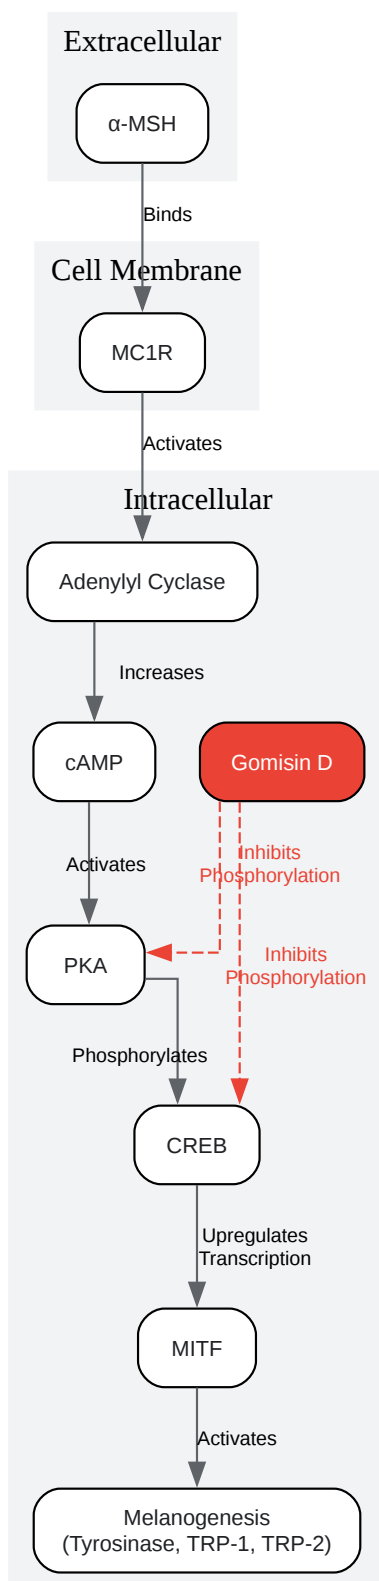 Extracellular
α-MSH
Binds
Cell Membrane
MC1R
Activates
Intracellular
Adenylyl Cyclase
Increases
cAMP
Gomisin D
Activates
Inhibits
Phosphorylation
PKA
Inhibits
Phosphorylation
Phosphorylates
CREB
Upregulates
Transcription
MITF
Activates
Melanogenesis
(Tyrosinase, TRP-1, TRP-2)